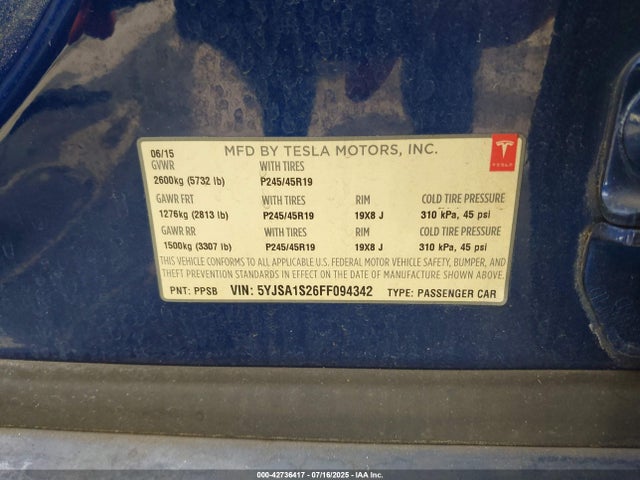 06/15 MFD BY TESLA MOTORS, INC.
GVWR WITH TIRES
2600kg (5732 lb) P245/45R19
GAWR FRT WITH TIRES RIM COLD TIRE PRESSURE
1276kg (2813 lb) P245/45R19 19X8 J 310 kPa, 45 psi
GAWR RR WITH TIRES RIM COLD TIRE PRESSURE
1500kg (3307 lb) P245/45R19 19X8 J 310 kPa, 45 psi
THIS VEHICLE CONFORMS TO ALL APPLICABLE U.S. FEDERAL MOTOR VEHICLE SAFETY, BUMPER, AND
THEFT PREVENTION STANDARDS IN EFFECT ON THE DATE OF MANUFACTURE SHOWN ABOVE.
PNT: PPSB VIN: 5YJSA1S26FF094342 TYPE: PASSENGER CAR
TESLA
000-42736417 - 07/16/2025 - IAAI.COM